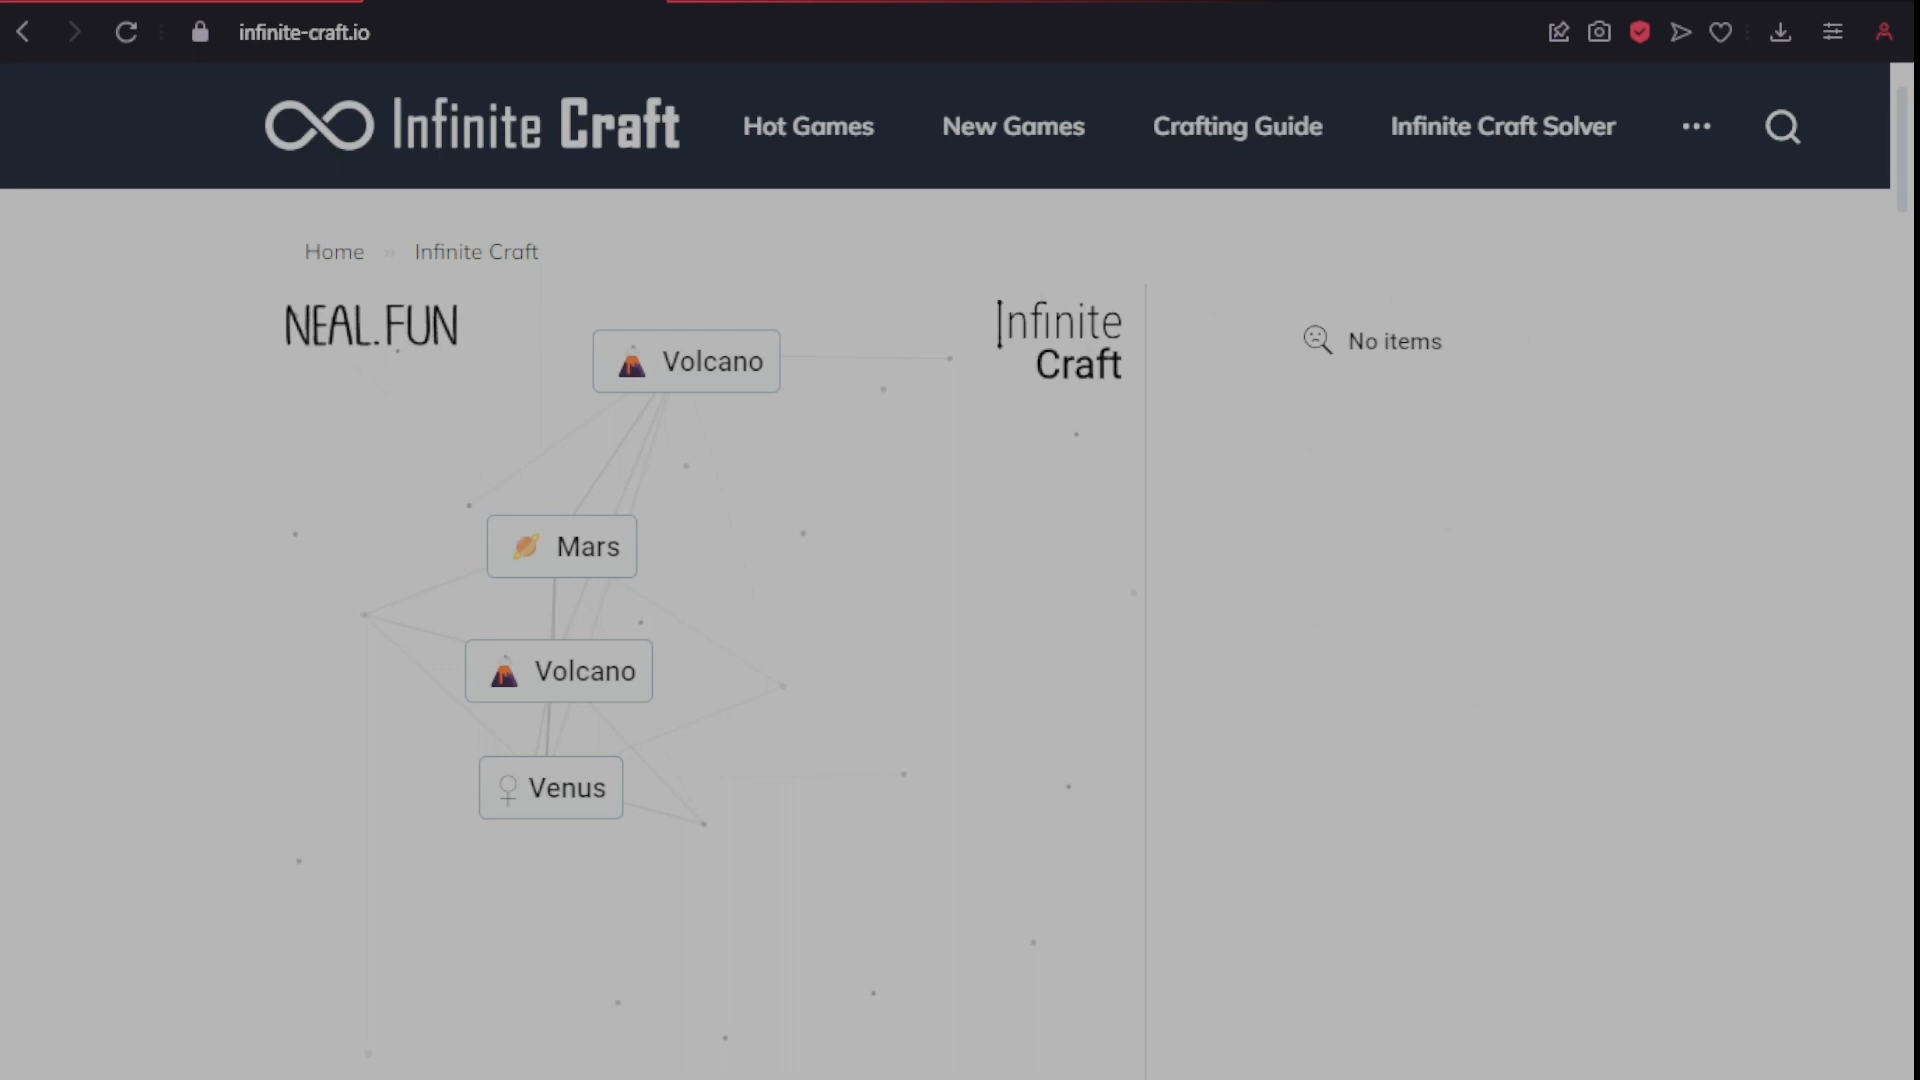 infinite-craft.io
Infinite Craft
Hot Games
New Games
Crafting Guide
Infinite Craft Solver
Home » Infinite Craft
NEAL.FUN
Infinite
Craft
No items
Volcano
Mars
Volcano
Venus